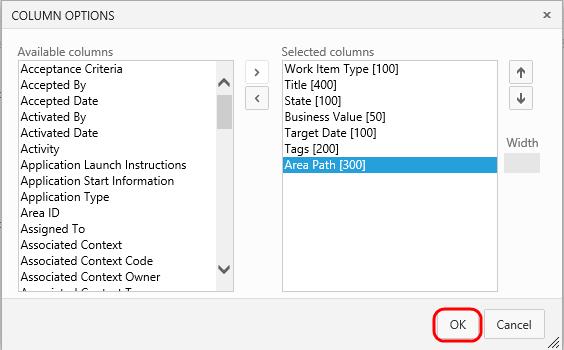 COLUMN OPTIONS
Available columns
Acceptance Criteria
Accepted By
Accepted Date
Activated By
Activated Date
Activity
Application Launch Instructions
Application Start Information
Application Type
Area ID
Assigned To
Associated Context
Associated Context Code
Associated Context Owner
Selected columns
Work Item Type [100]
Title [400]
State [100]
Business Value [50]
Target Date [100]
Tags [200]
Area Path [300]
Width
OK
Cancel